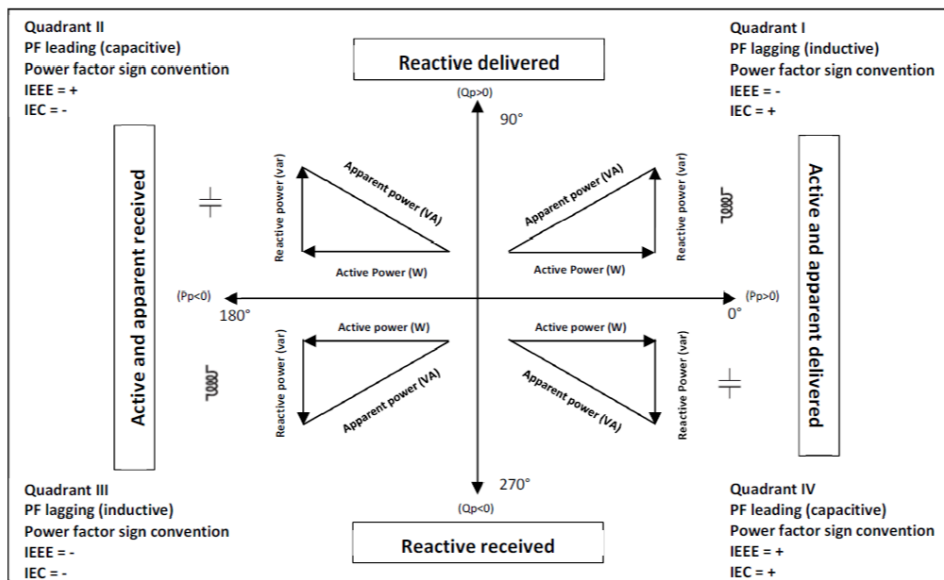 Quadrant II
PF leading (capacitive)
Power factor sign convention
IEEE = +
IEC = -
Reactive delivered
(Qp>0)
90°
Quadrant I
PF lagging (inductive)
Power factor sign convention
IEEE = -
IEC = +
Active and apparent received
Reactive power (var)
Apparent power (VA)
Active Power (W)
Apparent power (VA)
Reactive power (var)
Active Power (W)
Active and apparent delivered
(Pp<0)
180°
(Pp>0)
0°
Active power (W)
Reactive power (var)
Apparent power (VA)
Active power (W)
Reactive Power (var)
Apparent power (VA)
270°
(Qp<0)
Quadrant III
PF lagging (inductive)
Power factor sign convention
IEEE = -
IEC = -
Reactive received
Quadrant IV
PF leading (capacitive)
Power factor sign convention
IEEE = +
IEC = +